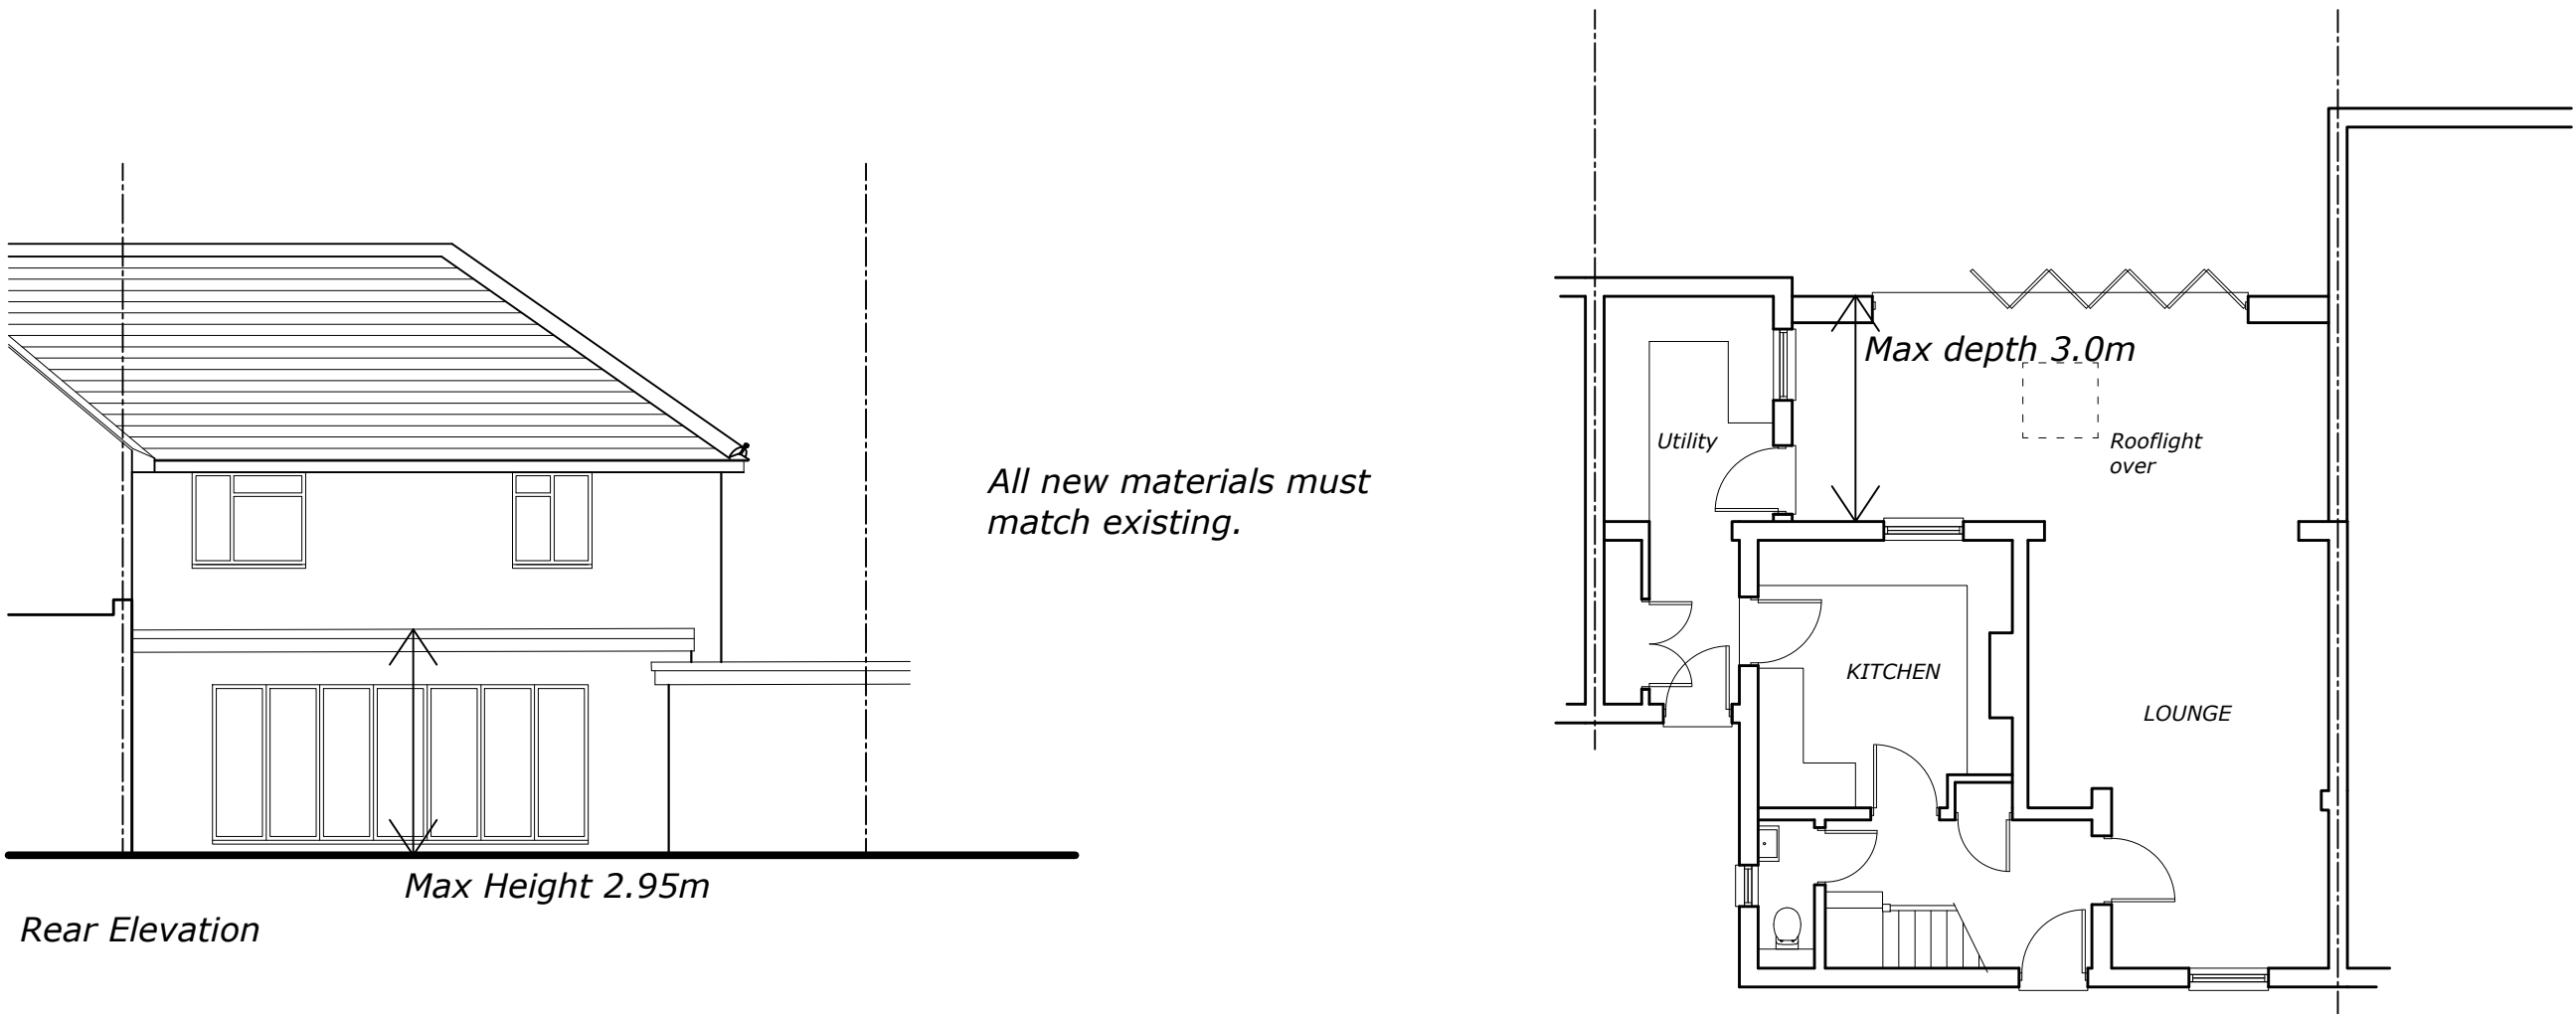 All new materials must
match existing.
Max Height 2.95m
Rear Elevation
Max depth 3.0m
Utility
Rooflight
over
KITCHEN
LOUNGE